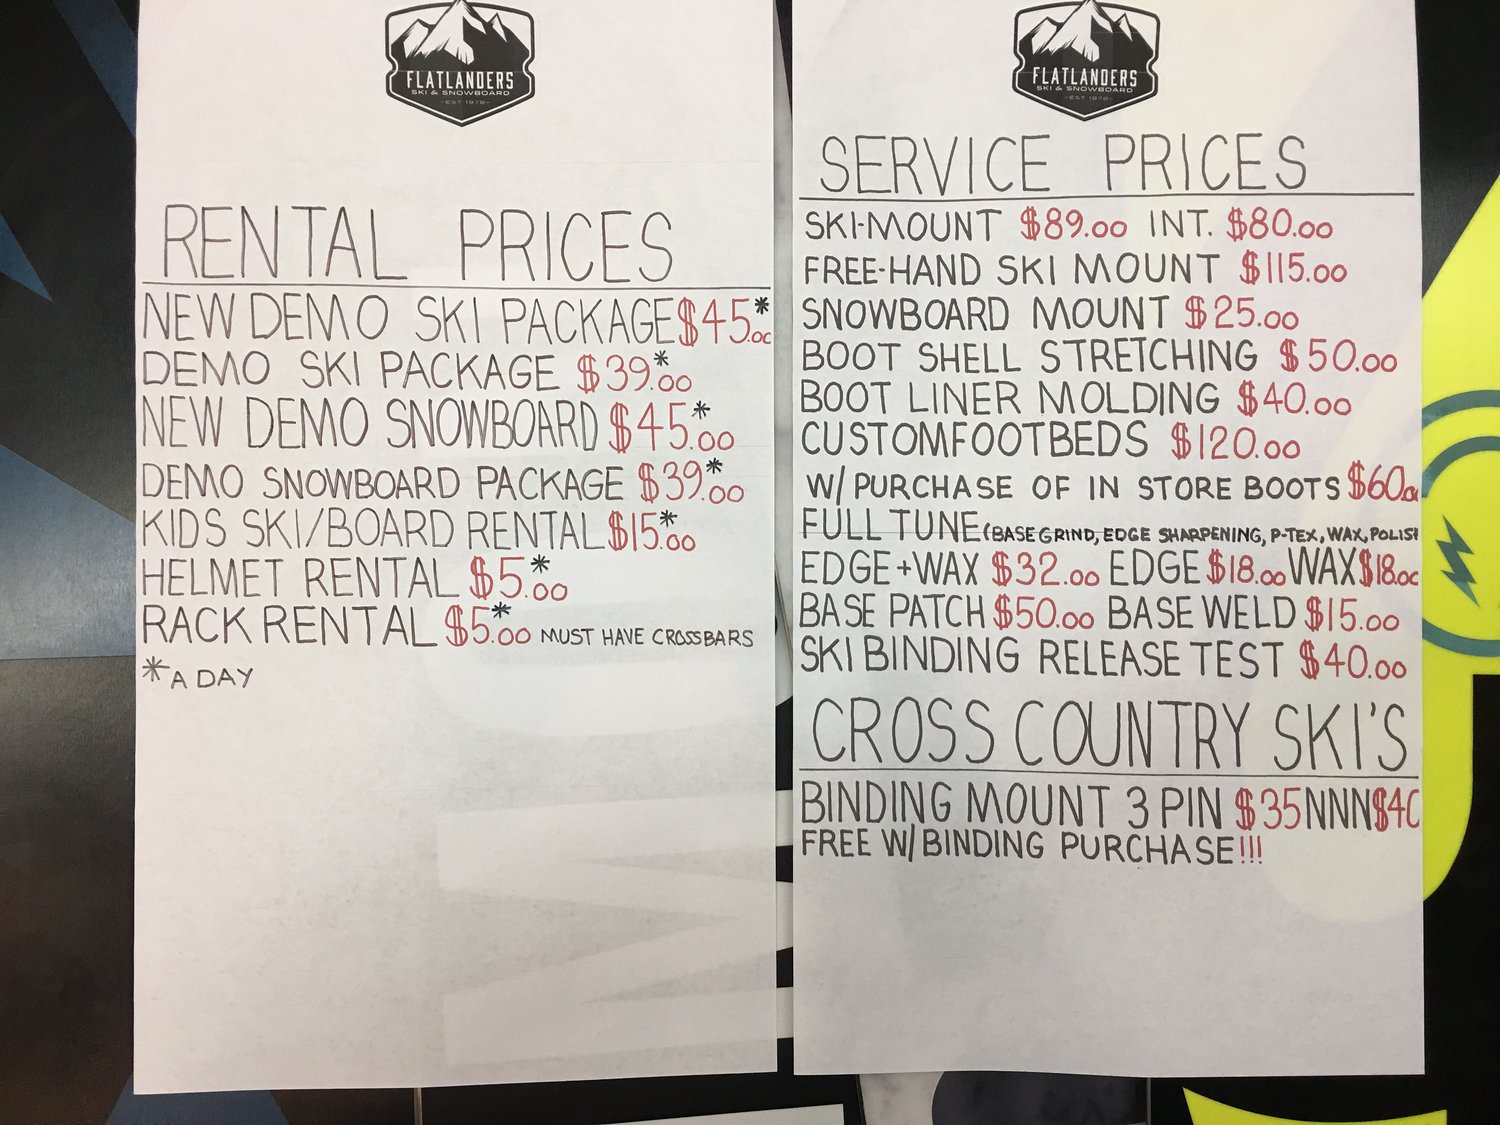 FLATLANDERS
SKI & SNOWBOARD
-EST 1978-
RENTAL PRICES
NEW DEMO SKI PACKAGE $45.00*
DEMO SKI PACKAGE $39.00*
NEW DEMO SNOWBOARD $45.00*
DEMO SNOWBOARD PACKAGE $39.00*
KIDS SKI/BOARD RENTAL $15.00*
HELMET RENTAL $5.00*
RACK RENTAL $5.00* MUST HAVE CROSSBARS
*A DAY
FLATLANDERS
SKI & SNOWBOARD
-EST 1978-
SERVICE PRICES
SKI-MOUNT $89.00 INT. $80.00
FREE-HAND SKI MOUNT $115.00
SNOWBOARD MOUNT $25.00
BOOT SHELL STRETCHING $50.00
BOOT LINER MOLDING $40.00
CUSTOMFOOTBEDS $120.00
W/ PURCHASE OF IN STORE BOOTS $60.00
FULL TUNE (BASE GRIND, EDGE SHARPENING, P-TEX, WAX, POLISH
EDGE+WAX $32.00 EDGE $18.00 WAX $18.00
BASE PATCH $50.00 BASE WELD $15.00
SKI BINDING RELEASE TEST $40.00
CROSS COUNTRY SKI'S
BINDING MOUNT 3 PIN $35 NNN $40
FREE W/ BINDING PURCHASE!!!